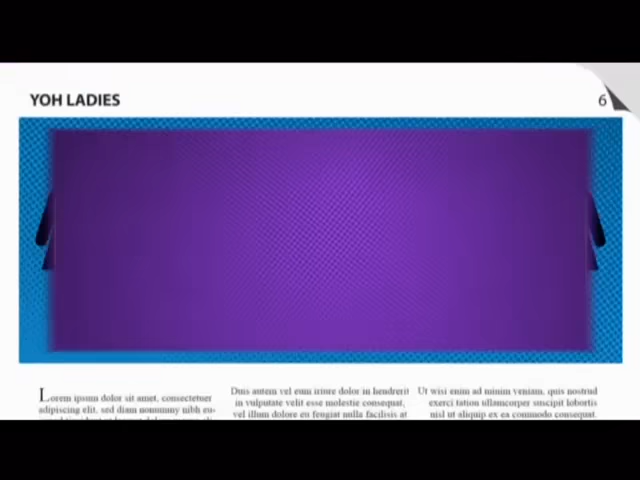 YOH LADIES
6
Lorem ipsum dolor sit amet, consectetuer
adipiscing elit, sed diam nonummy nibh eu-
Duis autem vel eum iriure dolor in hendrerit
in vulputate velit esse molestie consequat,
vel illum dolore eu feugiat nulla facilisis at
Ut wisi enim ad minim veniam, quis nostrud
exerci tation ullamcorper suscipit lobortis
nisl ut aliquip ex ea commodo consequat.